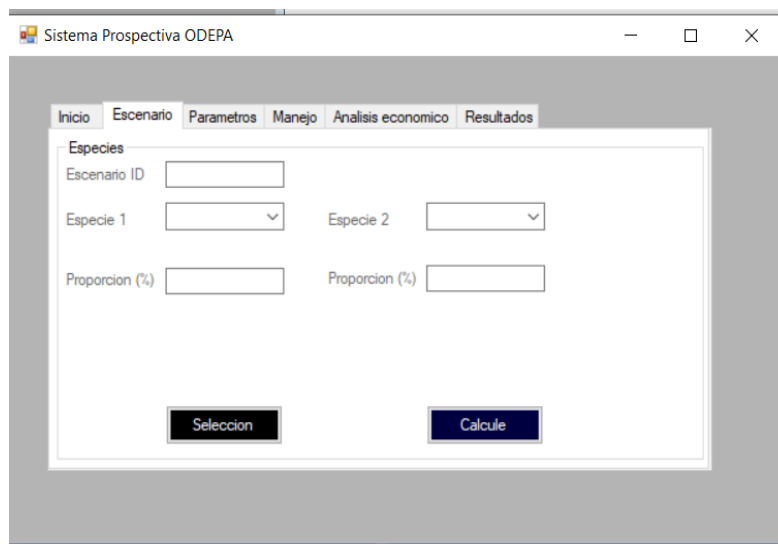 Sistema Prospectiva ODEPA
Inicio Escenario Parametros Manejo Analisis economico Resultados
Especies
Escenario ID
Especie 1 Especie 2
Proporcion (%) Proporcion (%)
Seleccion Calcule